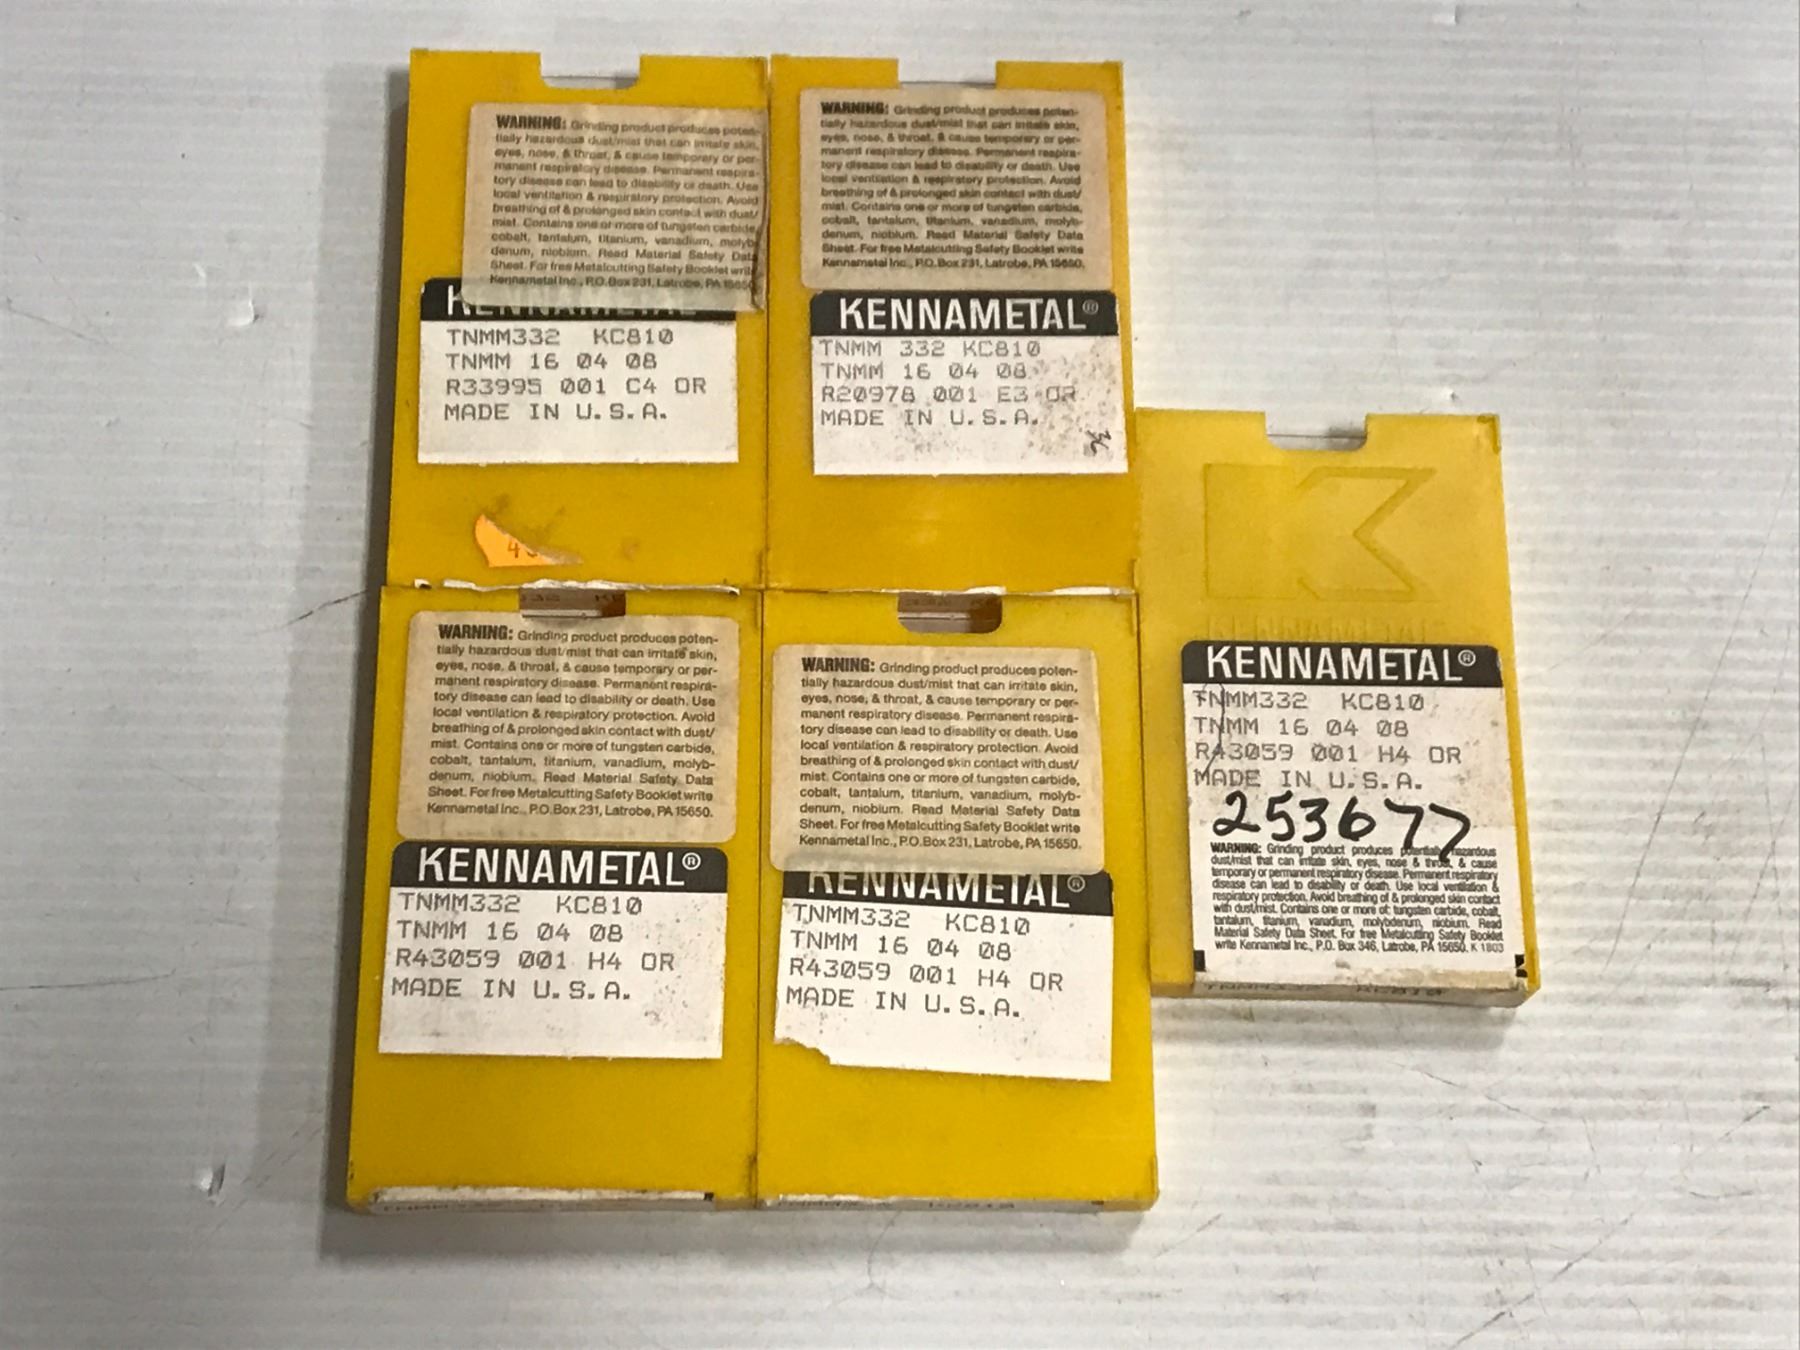 WARNING: Grinding product produces poten-
tially hazardous dust/mist that can irritate skin,
eyes, nose, & throat, & cause temporary or per-
manent respiratory disease. Permanent respira-
tory disease can lead to disability or death. Use
local ventilation & respiratory protection. Avoid
breathing of & prolonged skin contact with dust/
mist. Contains one or more of tungsten carbide,
cobalt, tantalum, titanium, vanadium, molyb-
denum, niobium. Read Material Safety Data
Sheet. For free Metalcutting Safety Booklet write
Kennametal Inc., P.O. Box 231, Latrobe, PA 15650
KENNAMETAL
TNMM332 KC810
TNMM 16 04 08
R33995 001 C4 OR
MADE IN U.S.A.
WARNING: Grinding product produces poten-
tially hazardous dust/mist that can irritate skin,
eyes, nose, & throat, & cause temporary or per-
manent respiratory disease. Permanent respira-
tory disease can lead to disability or death. Use
local ventilation & respiratory protection. Avoid
breathing of & prolonged skin contact with dust/
mist. Contains one or more of tungsten carbide,
cobalt, tantalum, titanium, vanadium, molyb-
denum, niobium. Read Material Safety Data
Sheet. For free Metalcutting Safety Booklet write
Kennametal Inc., P.O. Box 231, Latrobe, PA 15650.
KENNAMETAL®
TNMM 332 KC810
TNMM 16 04 08
R20978 001 E3 OR
MADE IN U.S.A.
WARNING: Grinding product produces poten-
tially hazardous dust/mist that can irritate skin,
eyes, nose, & throat, & cause temporary or per-
manent respiratory disease. Permanent respira-
tory disease can lead to disability or death. Use
local ventilation & respiratory protection. Avoid
breathing of & prolonged skin contact with dust/
mist. Contains one or more of tungsten carbide,
cobalt, tantalum, titanium, vanadium, molyb-
denum, niobium. Read Material Safety Data
Sheet. For free Metalcutting Safety Booklet write
Kennametal Inc., P.O. Box 231, Latrobe, PA 15650.
KENNAMETAL®
TNMM332 KC810
TNMM 16 04 08
R43059 001 H4 OR
MADE IN U.S.A.
WARNING: Grinding product produces poten-
tially hazardous dust/mist that can irritate skin,
eyes, nose, & throat, & cause temporary or per-
manent respiratory disease. Permanent respira-
tory disease can lead to disability or death. Use
local ventilation & respiratory protection. Avoid
breathing of & prolonged skin contact with dust/
mist. Contains one or more of tungsten carbide,
cobalt, tantalum, titanium, vanadium, molyb-
denum, niobium. Read Material Safety Data
Sheet. For free Metalcutting Safety Booklet write
Kennametal Inc., P.O. Box 231, Latrobe, PA 15650.
KENNAMETAL®
TNMM332 KC810
TNMM 16 04 08
R43059 001 H4 OR
MADE IN U.S.A.
K
KENNAMETAL
KENNAMETAL®
TNMM332 KC810
TNMM 16 04 08
R43059 001 H4 OR
MADE IN U.S.A.
253677
WARNING: Grinding product produces potentially hazardous
dust/mist that can irritate skin, eyes, nose & throat, & cause
temporary or permanent respiratory disease. Permanent respiratory
disease can lead to disability or death. Use local ventilation &
respiratory protection. Avoid breathing of & prolonged skin contact
with dust/mist. Contains one or more of: tungsten carbide, cobalt,
tantalum, titanium, vanadium, molybdenum, niobium. Read
Material Safety Data Sheet. For free Metalcutting Safety Booklet
write Kennametal Inc., P.O. Box 346, Latrobe, PA 15650. K 1803
TNMM332 KC810